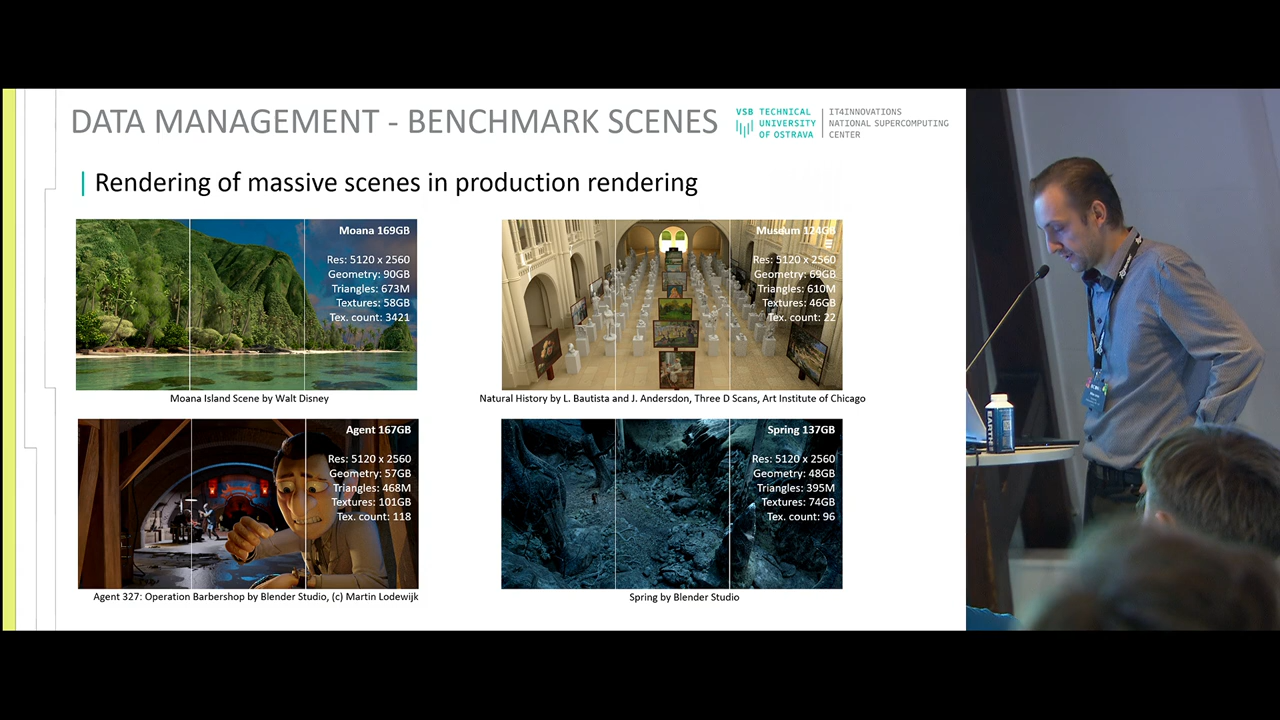 DATA MANAGEMENT - BENCHMARK SCENES
VSB TECHNICAL
UNIVERSITY
OF OSTRAVA
IT4INNOVATIONS
NATIONAL SUPERCOMPUTING
CENTER
Rendering of massive scenes in production rendering
Moana 169GB
Res: 5120 x 2560
Geometry: 90GB
Triangles: 673M
Textures: 58GB
Tex. count: 3421
Moana Island Scene by Walt Disney
Museum 124GB
Res: 5120 x 2560
Geometry: 69GB
Triangles: 610M
Textures: 46GB
Tex. count: 22
Natural History by L. Bautista and J. Andersdon, Three D Scans, Art Institute of Chicago
Agent 167GB
Res: 5120 x 2560
Geometry: 57GB
Triangles: 468M
Textures: 101GB
Tex. count: 118
Agent 327: Operation Barbershop by Blender Studio, (c) Martin Lodewijk
Spring 137GB
Res: 5120 x 2560
Geometry: 48GB
Triangles: 395M
Textures: 74GB
Tex. count: 96
Spring by Blender Studio
EARTH